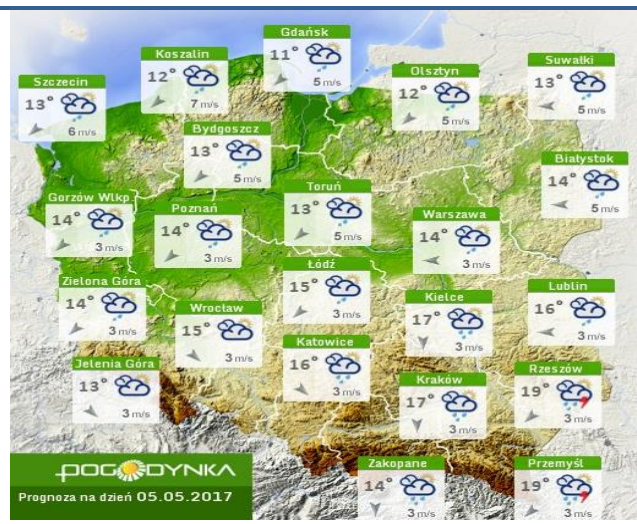 Gdańsk
11°
5 m/s
Koszalin
12°
7 m/s
Suwałki
13°
5 m/s
Olsztyn
12°
5 m/s
Szczecin
13°
6 m/s
Bydgoszcz
13°
5 m/s
Białystok
14°
5 m/s
Toruń
13°
5 m/s
Gorzów Wlkp.
14°
3 m/s
Poznań
14°
3 m/s
Warszawa
14°
3 m/s
Łódź
15°
3 m/s
Zielona Góra
14°
3 m/s
Lublin
16°
3 m/s
Kielce
17°
3 m/s
Wrocław
15°
3 m/s
Katowice
16°
3 m/s
Jelenia Góra
13°
3 m/s
Rzeszów
19°
3 m/s
Kraków
17°
3 m/s
Zakopane
14°
3 m/s
Przemyśl
19°
3 m/s
POGODYNKA
Prognoza na dzień 05.05.2017